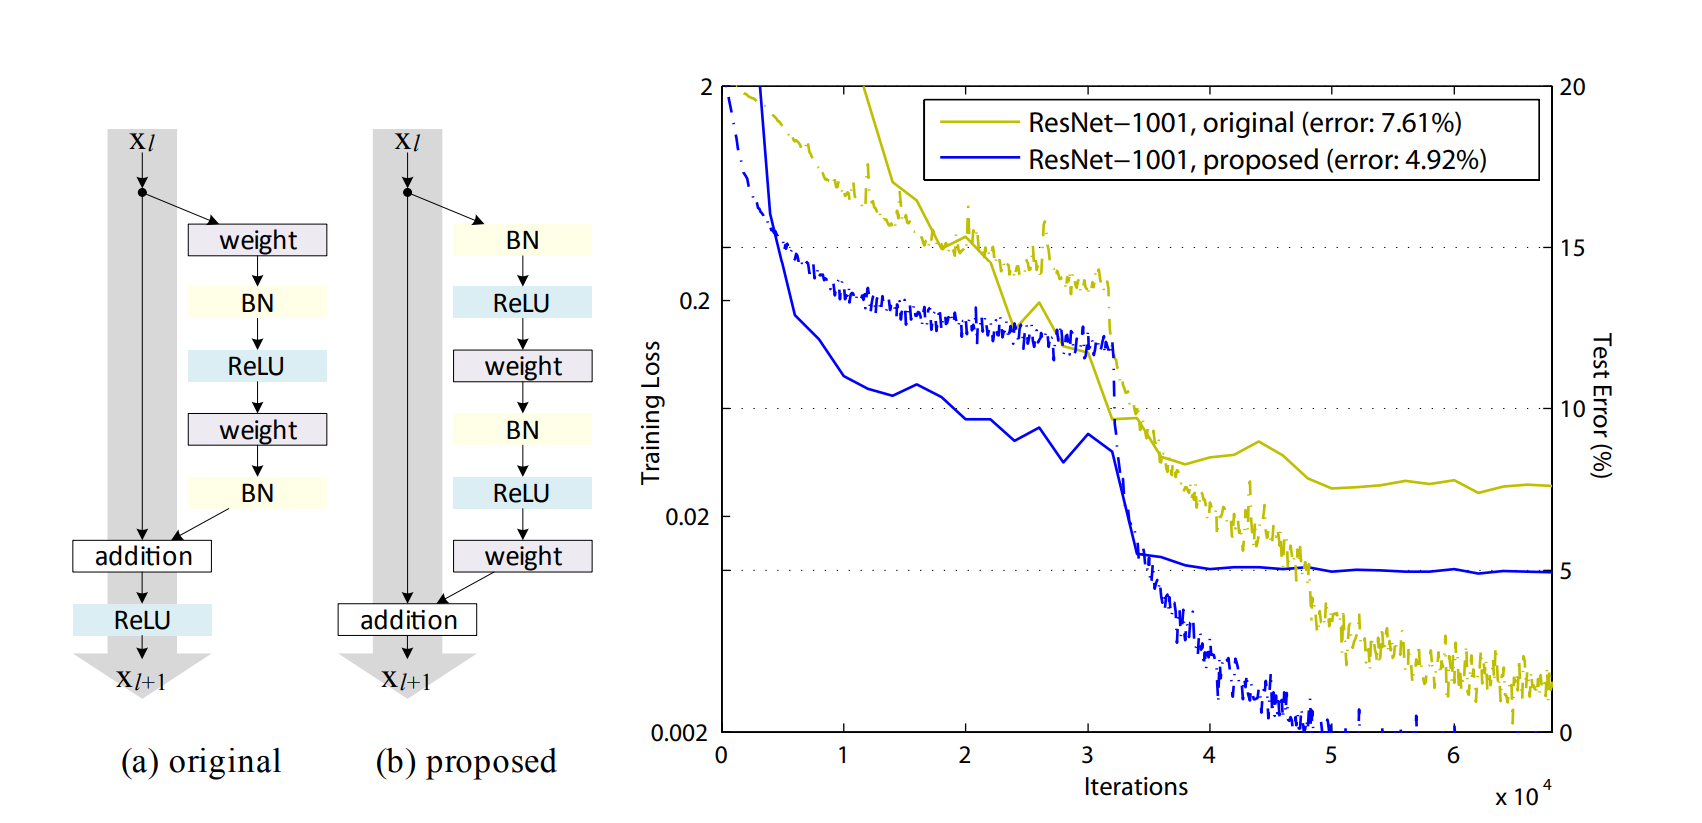 xl
weight
BN
ReLU
weight
BN
addition
ReLU
xl+1
(a) original
xl
BN
ReLU
weight
BN
ReLU
weight
addition
xl+1
(b) proposed
ResNet−1001, original (error: 7.61%)
ResNet−1001, proposed (error: 4.92%)
Training Loss
2
0.2
0.02
0.002
20
15
10
5
0
Test Error (%)
0 1 2 3 4 5 6
Iterations
x 10^4